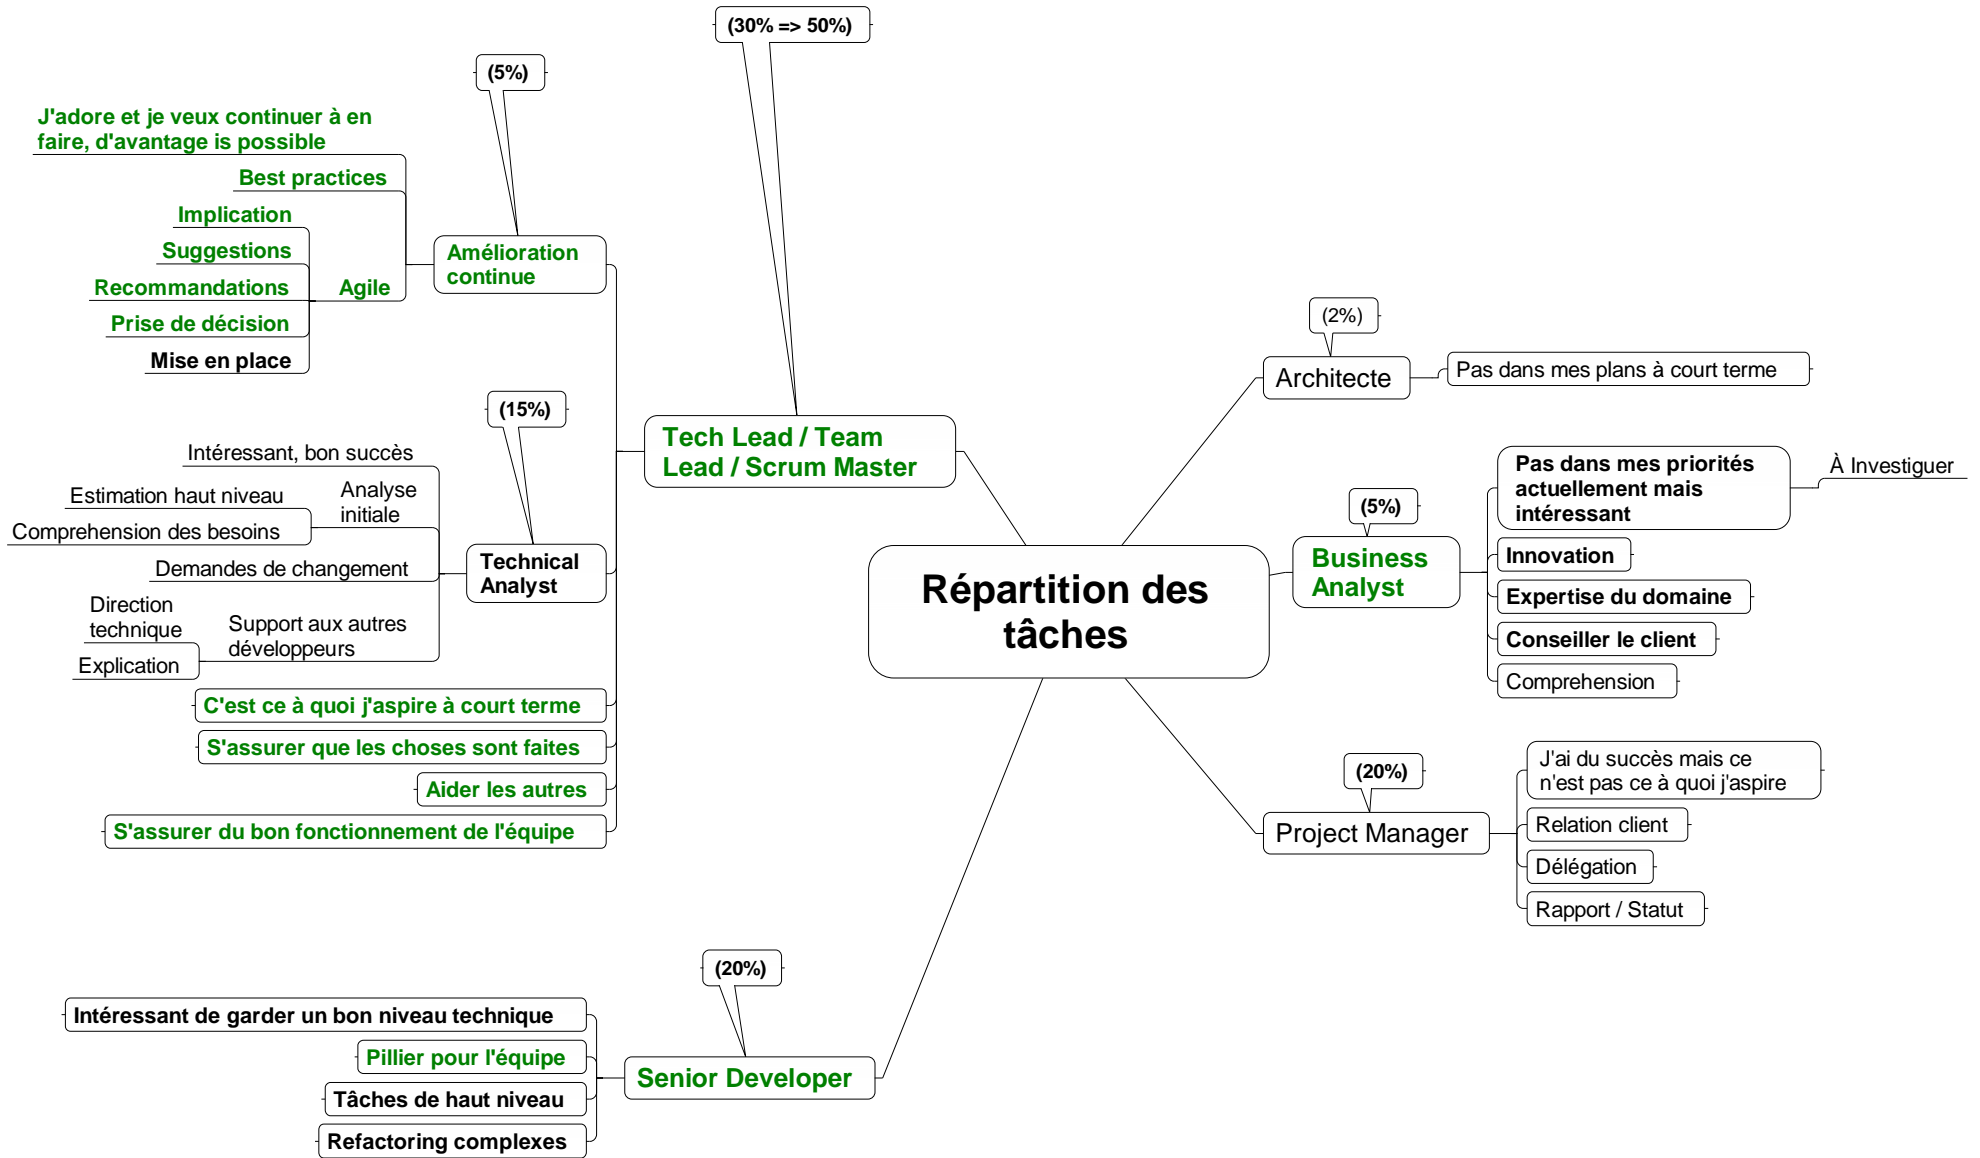 (30% => 50%)
(5%)
J'adore et je veux continuer à en
faire, d'avantage is possible
Best practices
Implication
Suggestions
Recommandations
Agile
Prise de décision
Mise en place
Amélioration
continue
(15%)
Intéressant, bon succès
Estimation haut niveau
Analyse
initiale
Comprehension des besoins
Demandes de changement
Direction
technique
Support aux autres
développeurs
Explication
Technical
Analyst
C'est ce à quoi j'aspire à court terme
S'assurer que les choses sont faites
Aider les autres
S'assurer du bon fonctionnement de l'équipe
Tech Lead / Team
Lead / Scrum Master
(20%)
Intéressant de garder un bon niveau technique
Pillier pour l'équipe
Tâches de haut niveau
Refactoring complexes
Senior Developer
Répartition des
tâches
(2%)
Architecte
Pas dans mes plans à court terme
(5%)
Business
Analyst
Pas dans mes priorités
actuellement mais
intéressant
À Investiguer
Innovation
Expertise du domaine
Conseiller le client
Comprehension
(20%)
Project Manager
J'ai du succès mais ce
n'est pas ce à quoi j'aspire
Relation client
Délégation
Rapport / Statut